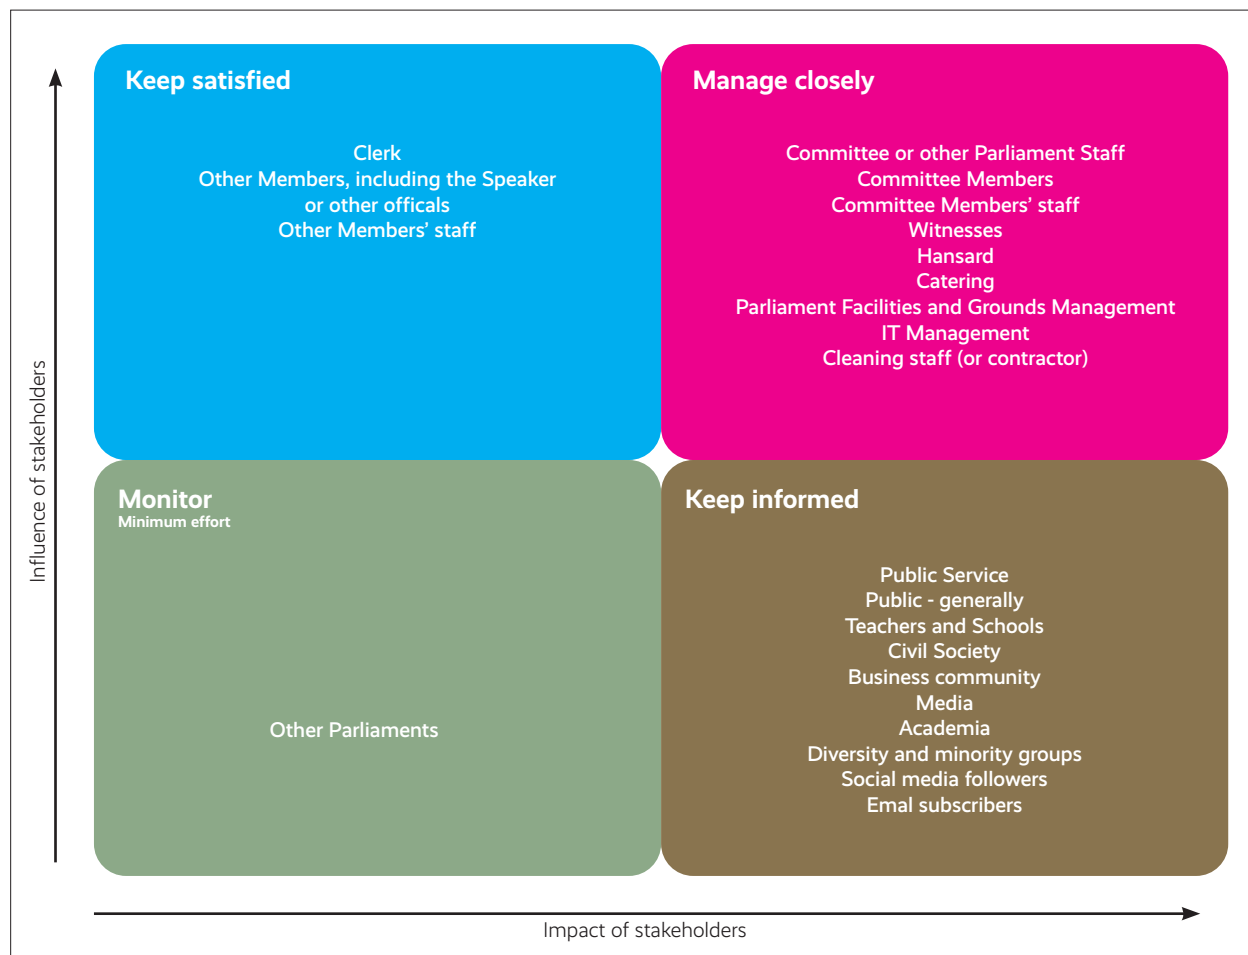 Keep satisfied
Clerk
Other Members, including the Speaker
or other officals
Other Members’ staff
Manage closely
Committee or other Parliament Staff
Committee Members
Committee Members’ staff
Witnesses
Hansard
Catering
Parliament Facilities and Grounds Management
IT Management
Cleaning staff (or contractor)
Monitor
Minimum effort
Other Parliaments
Keep informed
Public Service
Public - generally
Teachers and Schools
Civil Society
Business community
Media
Academia
Diversity and minority groups
Social media followers
Emal subscribers
Influence of stakeholders
Impact of stakeholders